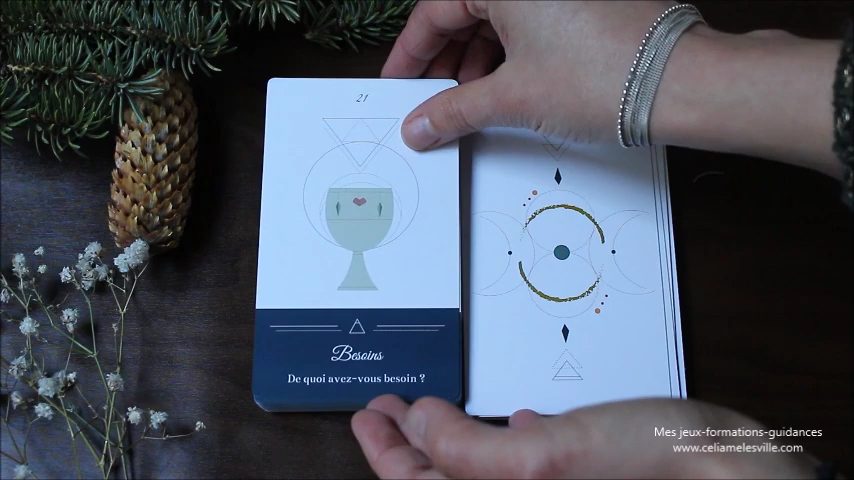 21
Besoins
De quoi avez-vous besoin ?
Mes jeux-formations-guidances
www.celiamelesville.com